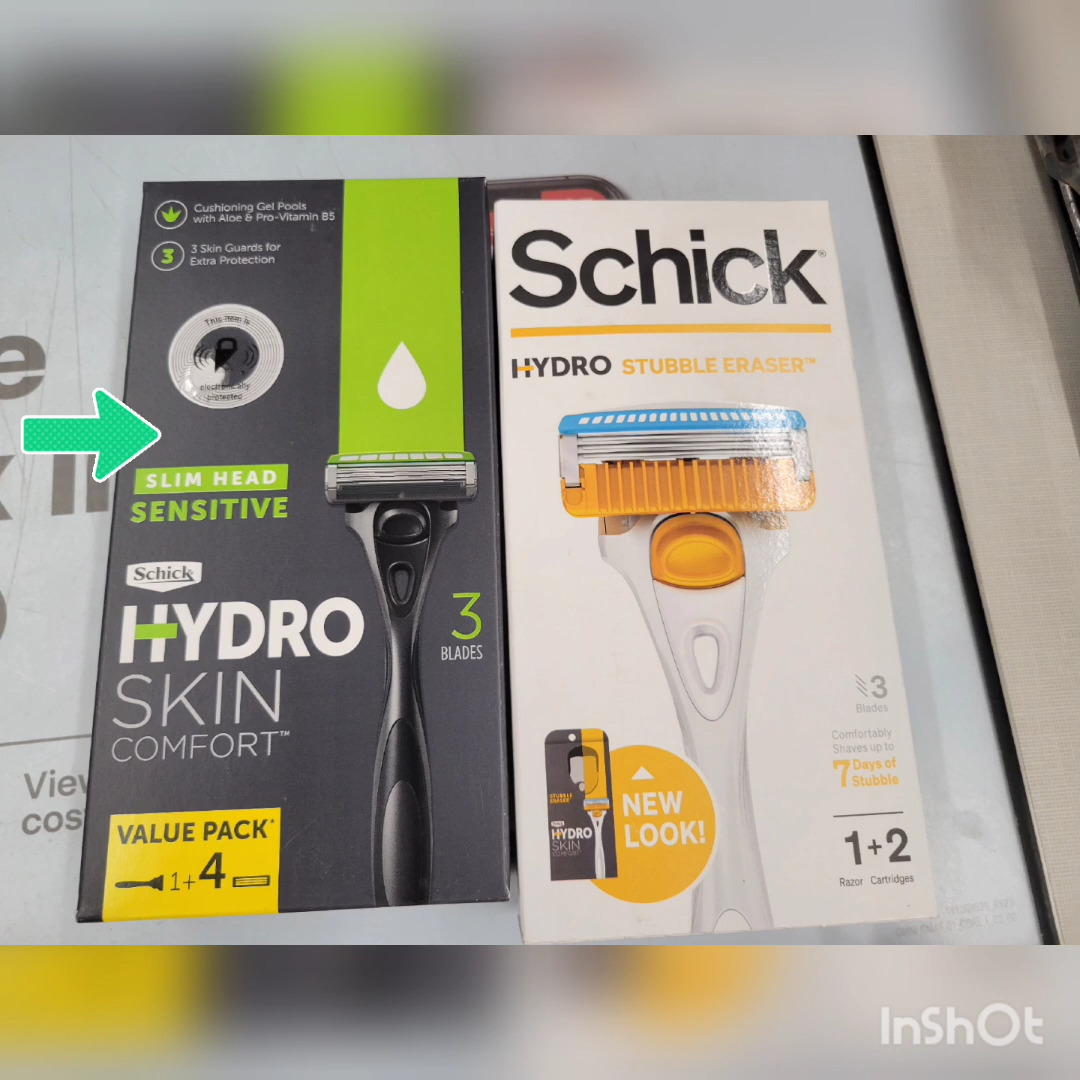 Cushioning Gel Pools
with Aloe & Pro-Vitamin B5
3
3 Skin Guards for
Extra Protection
This item is
electronically
protected
SLIM HEAD
SENSITIVE
Schick
HYDRO
SKIN
COMFORT™
3
BLADES
VALUE PACK*
1+4
Schick®
HYDRO STUBBLE ERASER™
3
Blades
Comfortably
Shaves up to
7 Days of
Stubble
STUBBLE
ERASER
HYDRO
SKIN
COMFORT
NEW
LOOK!
1+2
Razor Cartridges
View
cos
InShOt